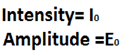 Intensity= I₀
Amplitude =E₀